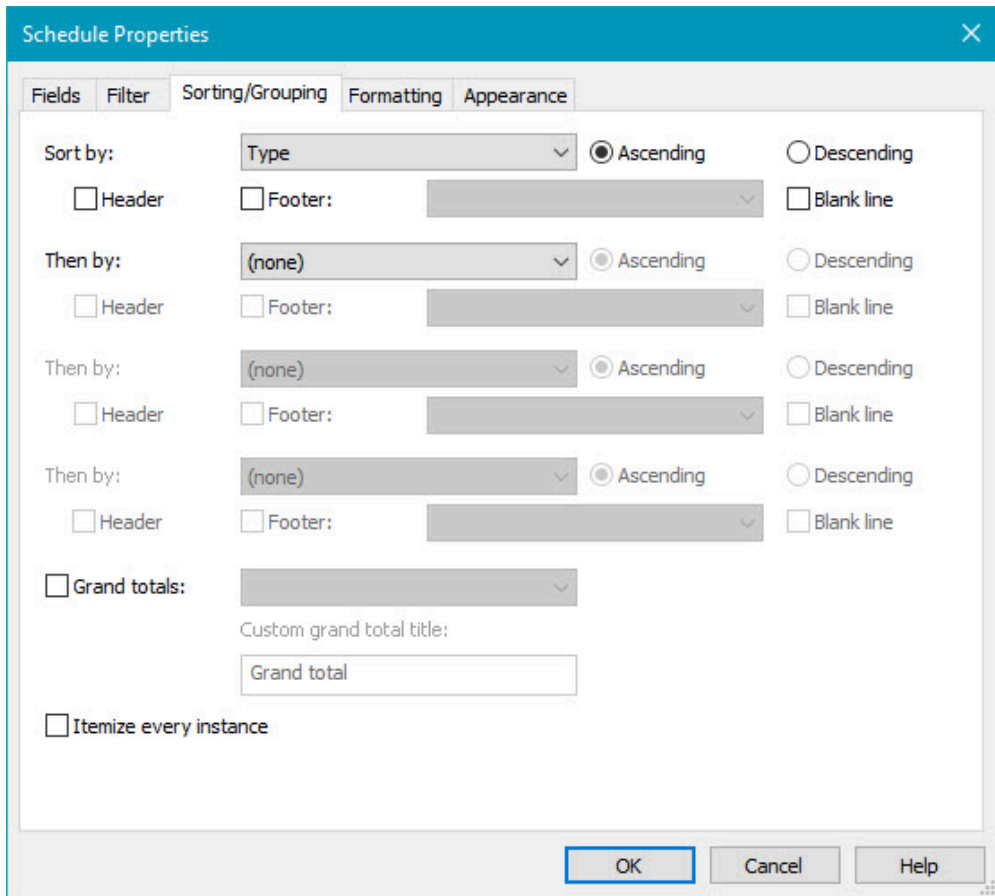 Schedule Properties
Fields Filter Sorting/Grouping Formatting Appearance
Sort by: Type Ascending Descending
Header Footer: Blank line
Then by: (none) Ascending Descending
Header Footer: Blank line
Then by: (none) Ascending Descending
Header Footer: Blank line
Then by: (none) Ascending Descending
Header Footer: Blank line
Grand totals:
Custom grand total title:
Grand total
Itemize every instance
OK Cancel Help